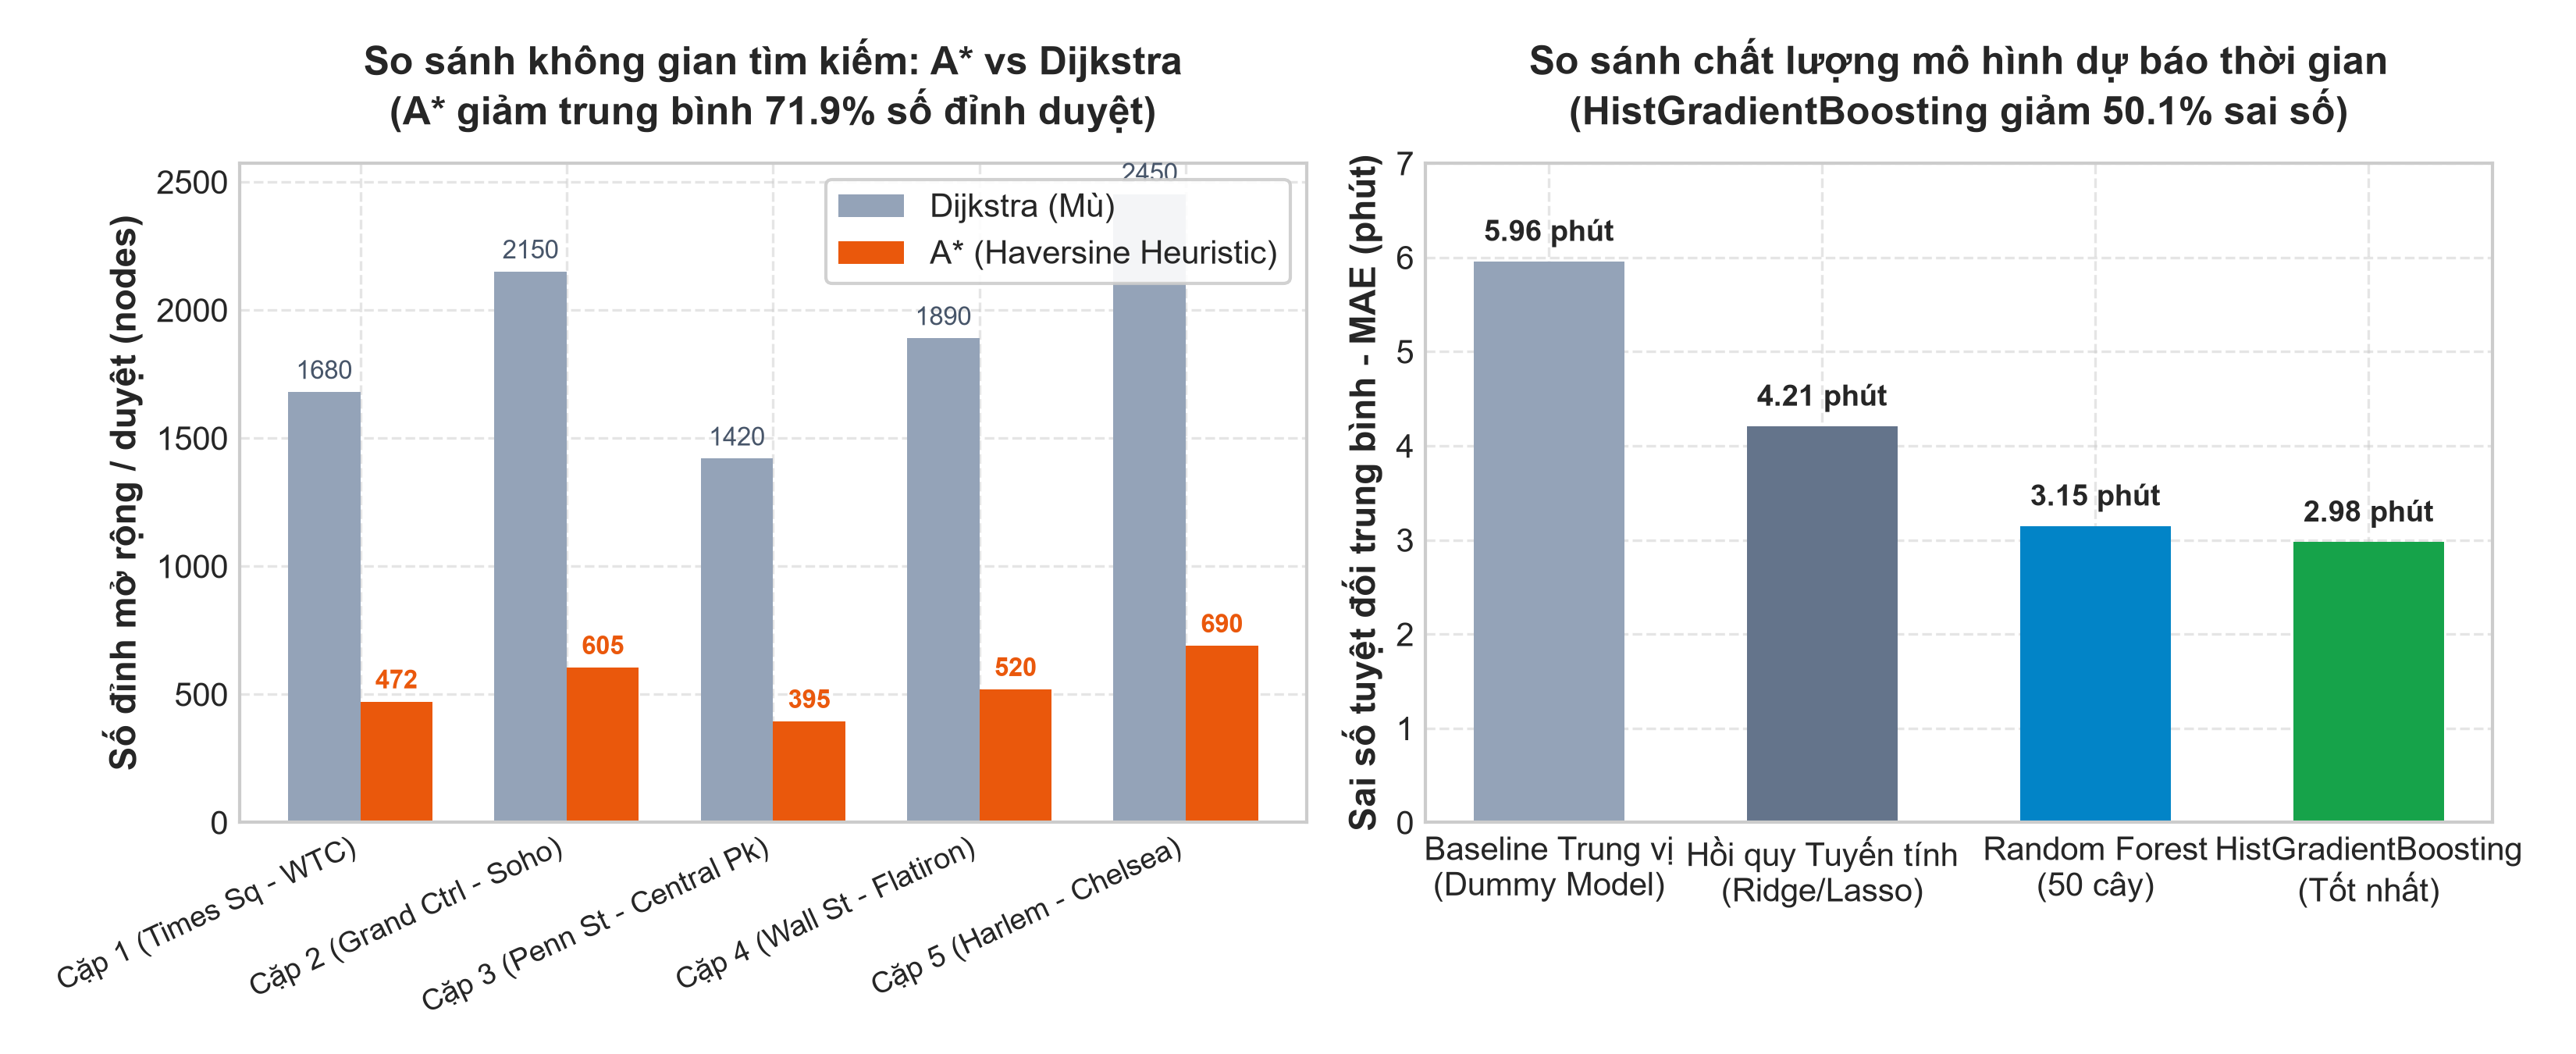 So sánh không gian tìm kiếm: A* vs Dijkstra
(A* giảm trung bình 71.9% số đỉnh duyệt)
Số đỉnh mở rộng / duyệt (nodes)
2500
2000
1500
1000
500
0
Dijkstra (Mù)
A* (Haversine Heuristic)
1680
472
2150
605
1420
395
1890
520
2450
690
Cặp 1 (Times Sq - WTC)
Cặp 2 (Grand Ctrl - Soho)
Cặp 3 (Penn St - Central Pk)
Cặp 4 (Wall St - Flatiron)
Cặp 5 (Harlem - Chelsea)
So sánh chất lượng mô hình dự báo thời gian
(HistGradientBoosting giảm 50.1% sai số)
Sai số tuyệt đối trung bình - MAE (phút)
7
6
5
4
3
2
1
0
5.96 phút
4.21 phút
3.15 phút
2.98 phút
Baseline Trung vị
(Dummy Model)
Hồi quy Tuyến tính
(Ridge/Lasso)
Random Forest
(50 cây)
HistGradientBoosting
(Tốt nhất)